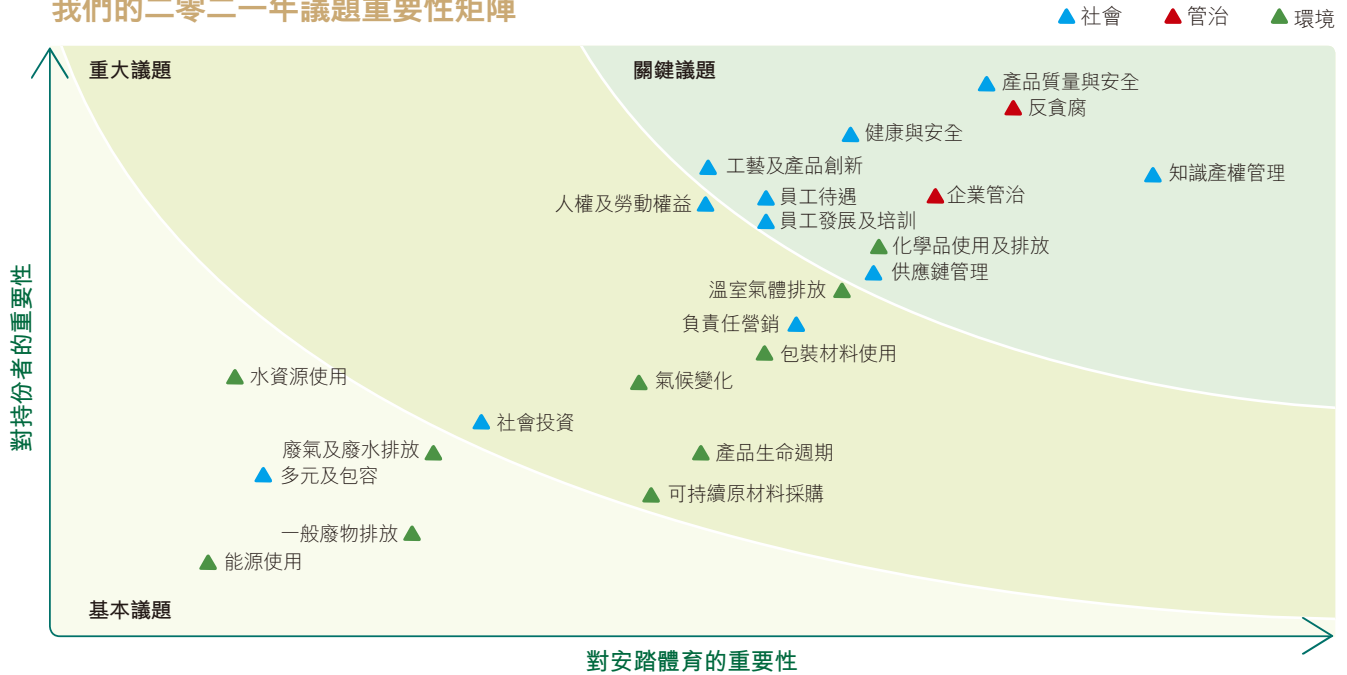 我們的二零二一年議題重要性矩陣
社會
管治
環境
重大議題
關鍵議題
產品質量與安全
反貪腐
健康與安全
工藝及產品創新
知識產權管理
人權及勞動權益
員工待遇
企業管治
員工發展及培訓
化學品使用及排放
供應鏈管理
溫室氣體排放
負責任營銷
包裝材料使用
水資源使用
氣候變化
社會投資
廢氣及廢水排放
產品生命週期
多元及包容
可持續原材料採購
一般廢物排放
能源使用
基本議題
對持份者的重要性
對安踏體育的重要性